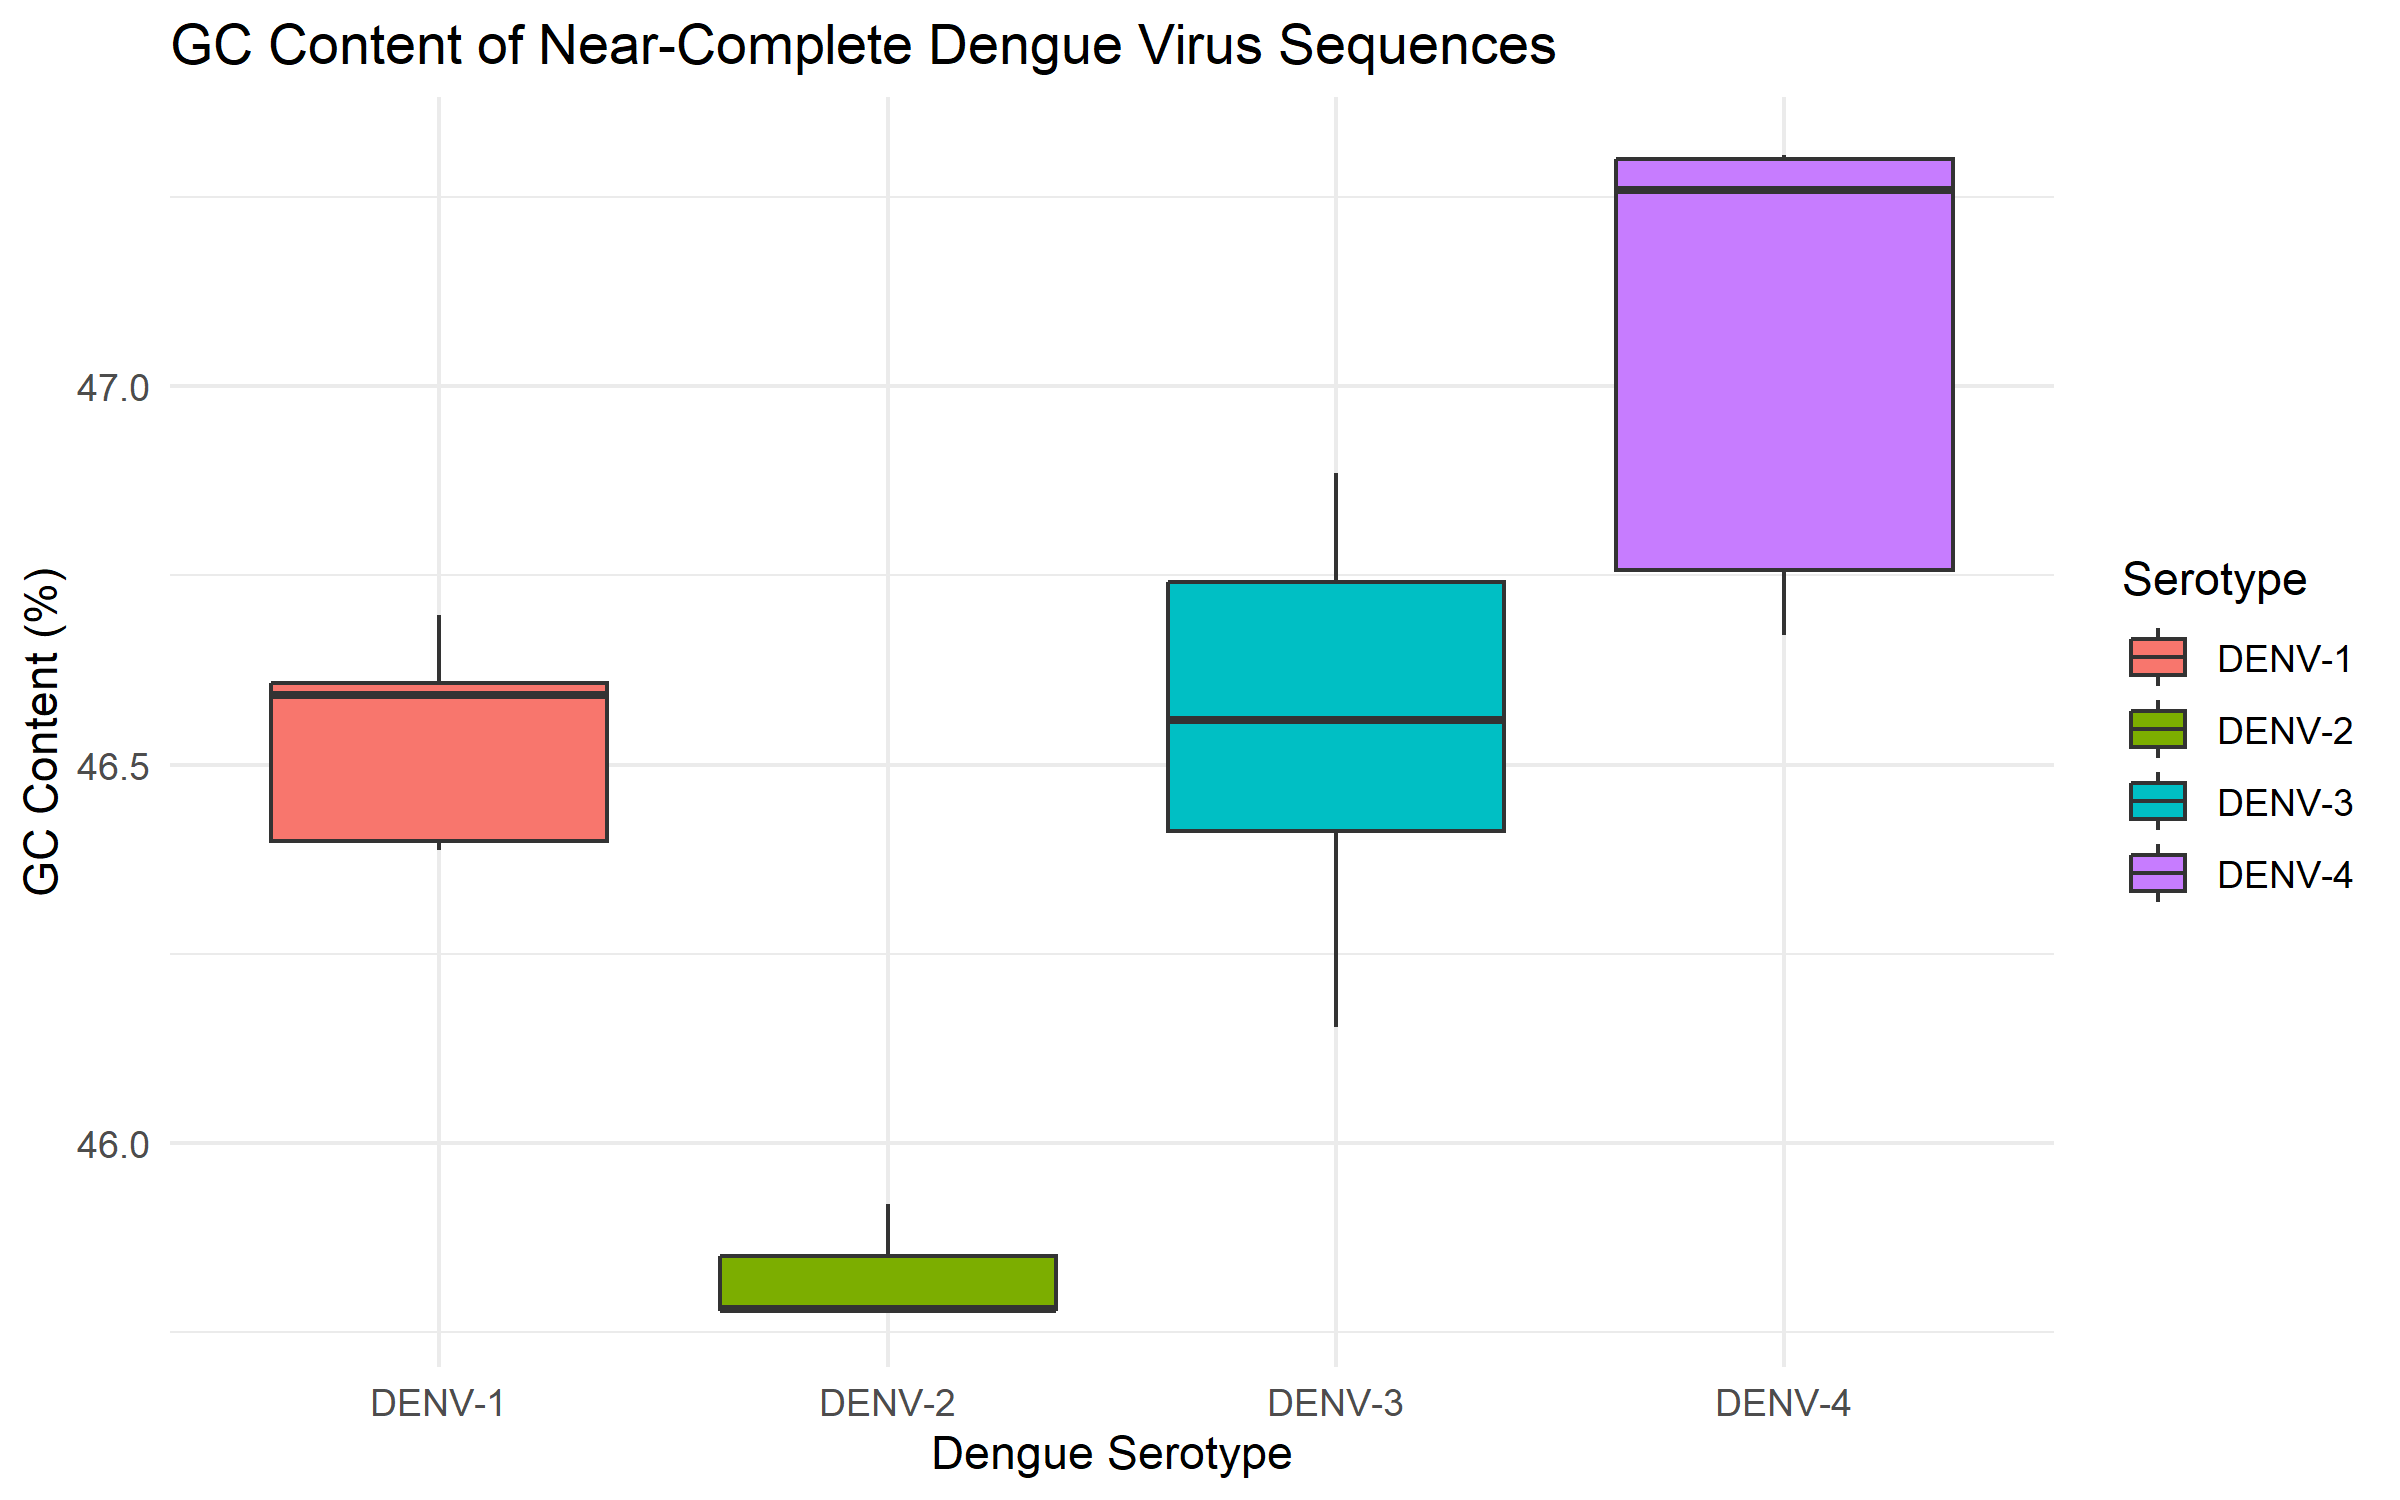 GC Content of Near-Complete Dengue Virus Sequences
GC Content (%)
47.0
46.5
46.0
DENV-1
DENV-2
DENV-3
DENV-4
Dengue Serotype
Serotype
DENV-1
DENV-2
DENV-3
DENV-4